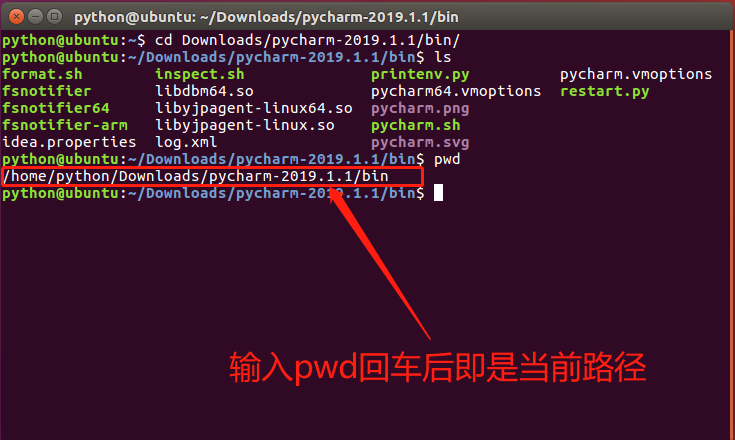 python@ubuntu: ~/Downloads/pycharm-2019.1.1/bin
python@ubuntu:~$ cd Downloads/pycharm-2019.1.1/bin/
python@ubuntu:~/Downloads/pycharm-2019.1.1/bin$ ls
format.sh inspect.sh printenv.py pycharm.vmoptions
fsnotifier libdbm64.so pycharm64.vmoptions restart.py
fsnotifier64 libyjpagent-linux64.so pycharm.png
fsnotifier-arm libyjpagent-linux.so pycharm.sh
idea.properties log.xml pycharm.svg
python@ubuntu:~/Downloads/pycharm-2019.1.1/bin$ pwd
/home/python/Downloads/pycharm-2019.1.1/bin
python@ubuntu:~/Downloads/pycharm-2019.1.1/bin$
输入pwd回车后即是当前路径